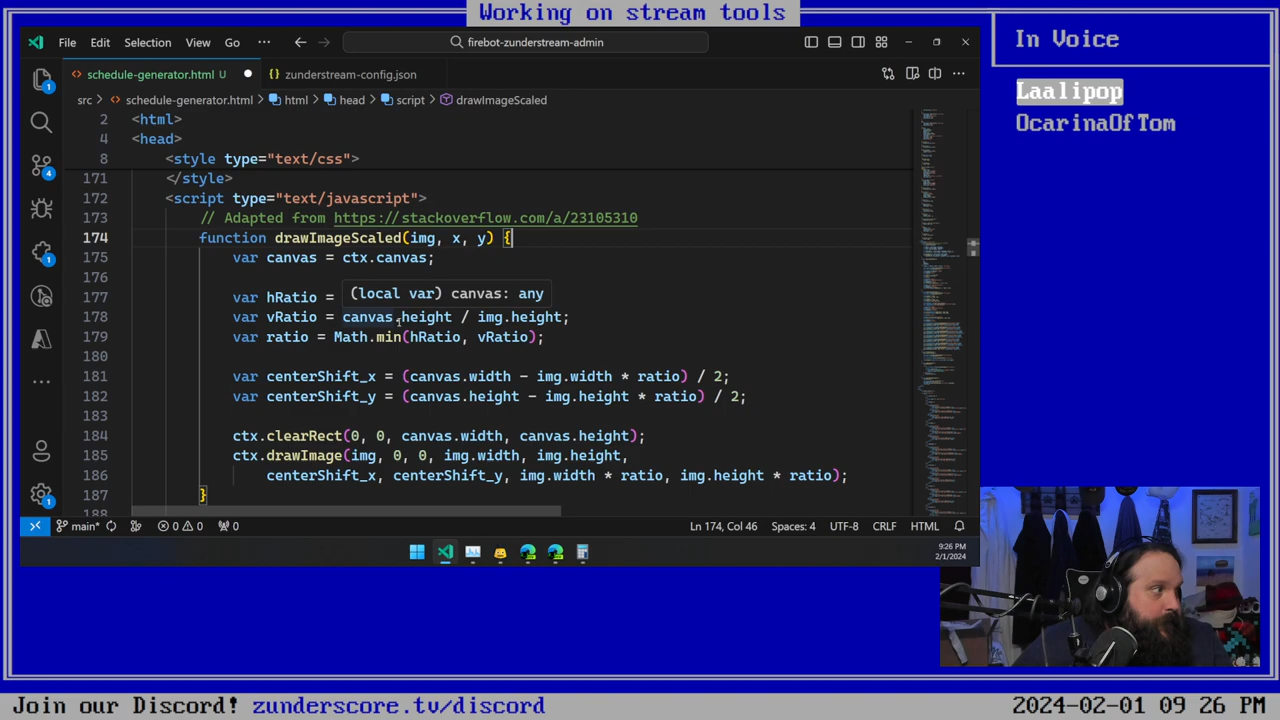 Working on stream tools
File Edit Selection View Go
firebot-zunderstream-admin
In Voice
Laalipop
OcarinaOfTom
schedule-generator.html U
zunderstream-config.json
src > schedule-generator.html > html > head > script > drawImageScaled
2 <html>
4 <head>
8 <style type="text/css">
171 </style>
172 <script type="text/javascript">
173 // Adapted from https://stackoverflow.com/a/23105310
174 function drawImageScaled(img, x, y) {
175 var canvas = ctx.canvas;
176
177 var hRatio =
(local var) canvas: any
178 var vRatio = canvas.height / img.height;
179 var ratio = Math.min(hRatio, vRatio);
180
181 var centerShift_x = (canvas.width - img.width * ratio) / 2;
182 var centerShift_y = (canvas.height - img.height * ratio) / 2;
183
184 ctx.clearRect(0, 0, canvas.width, canvas.height);
185 ctx.drawImage(img, 0, 0, img.width, img.height,
186 centerShift_x, centerShift_y, img.width * ratio, img.height * ratio);
187 }
188
main* 0 0 0 Ln 174, Col 46 Spaces: 4 UTF-8 CRLF HTML
9:26 PM
2/1/2024
Join our Discord! zunderscore.tv/discord
2024-02-01 09 26 PM